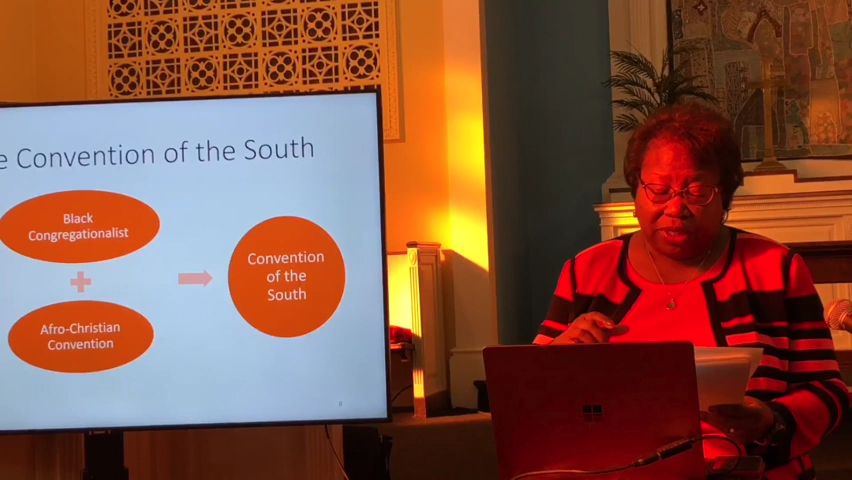 e Convention of the South
Black
Congregationalist
Afro-Christian
Convention
Convention
of the
South